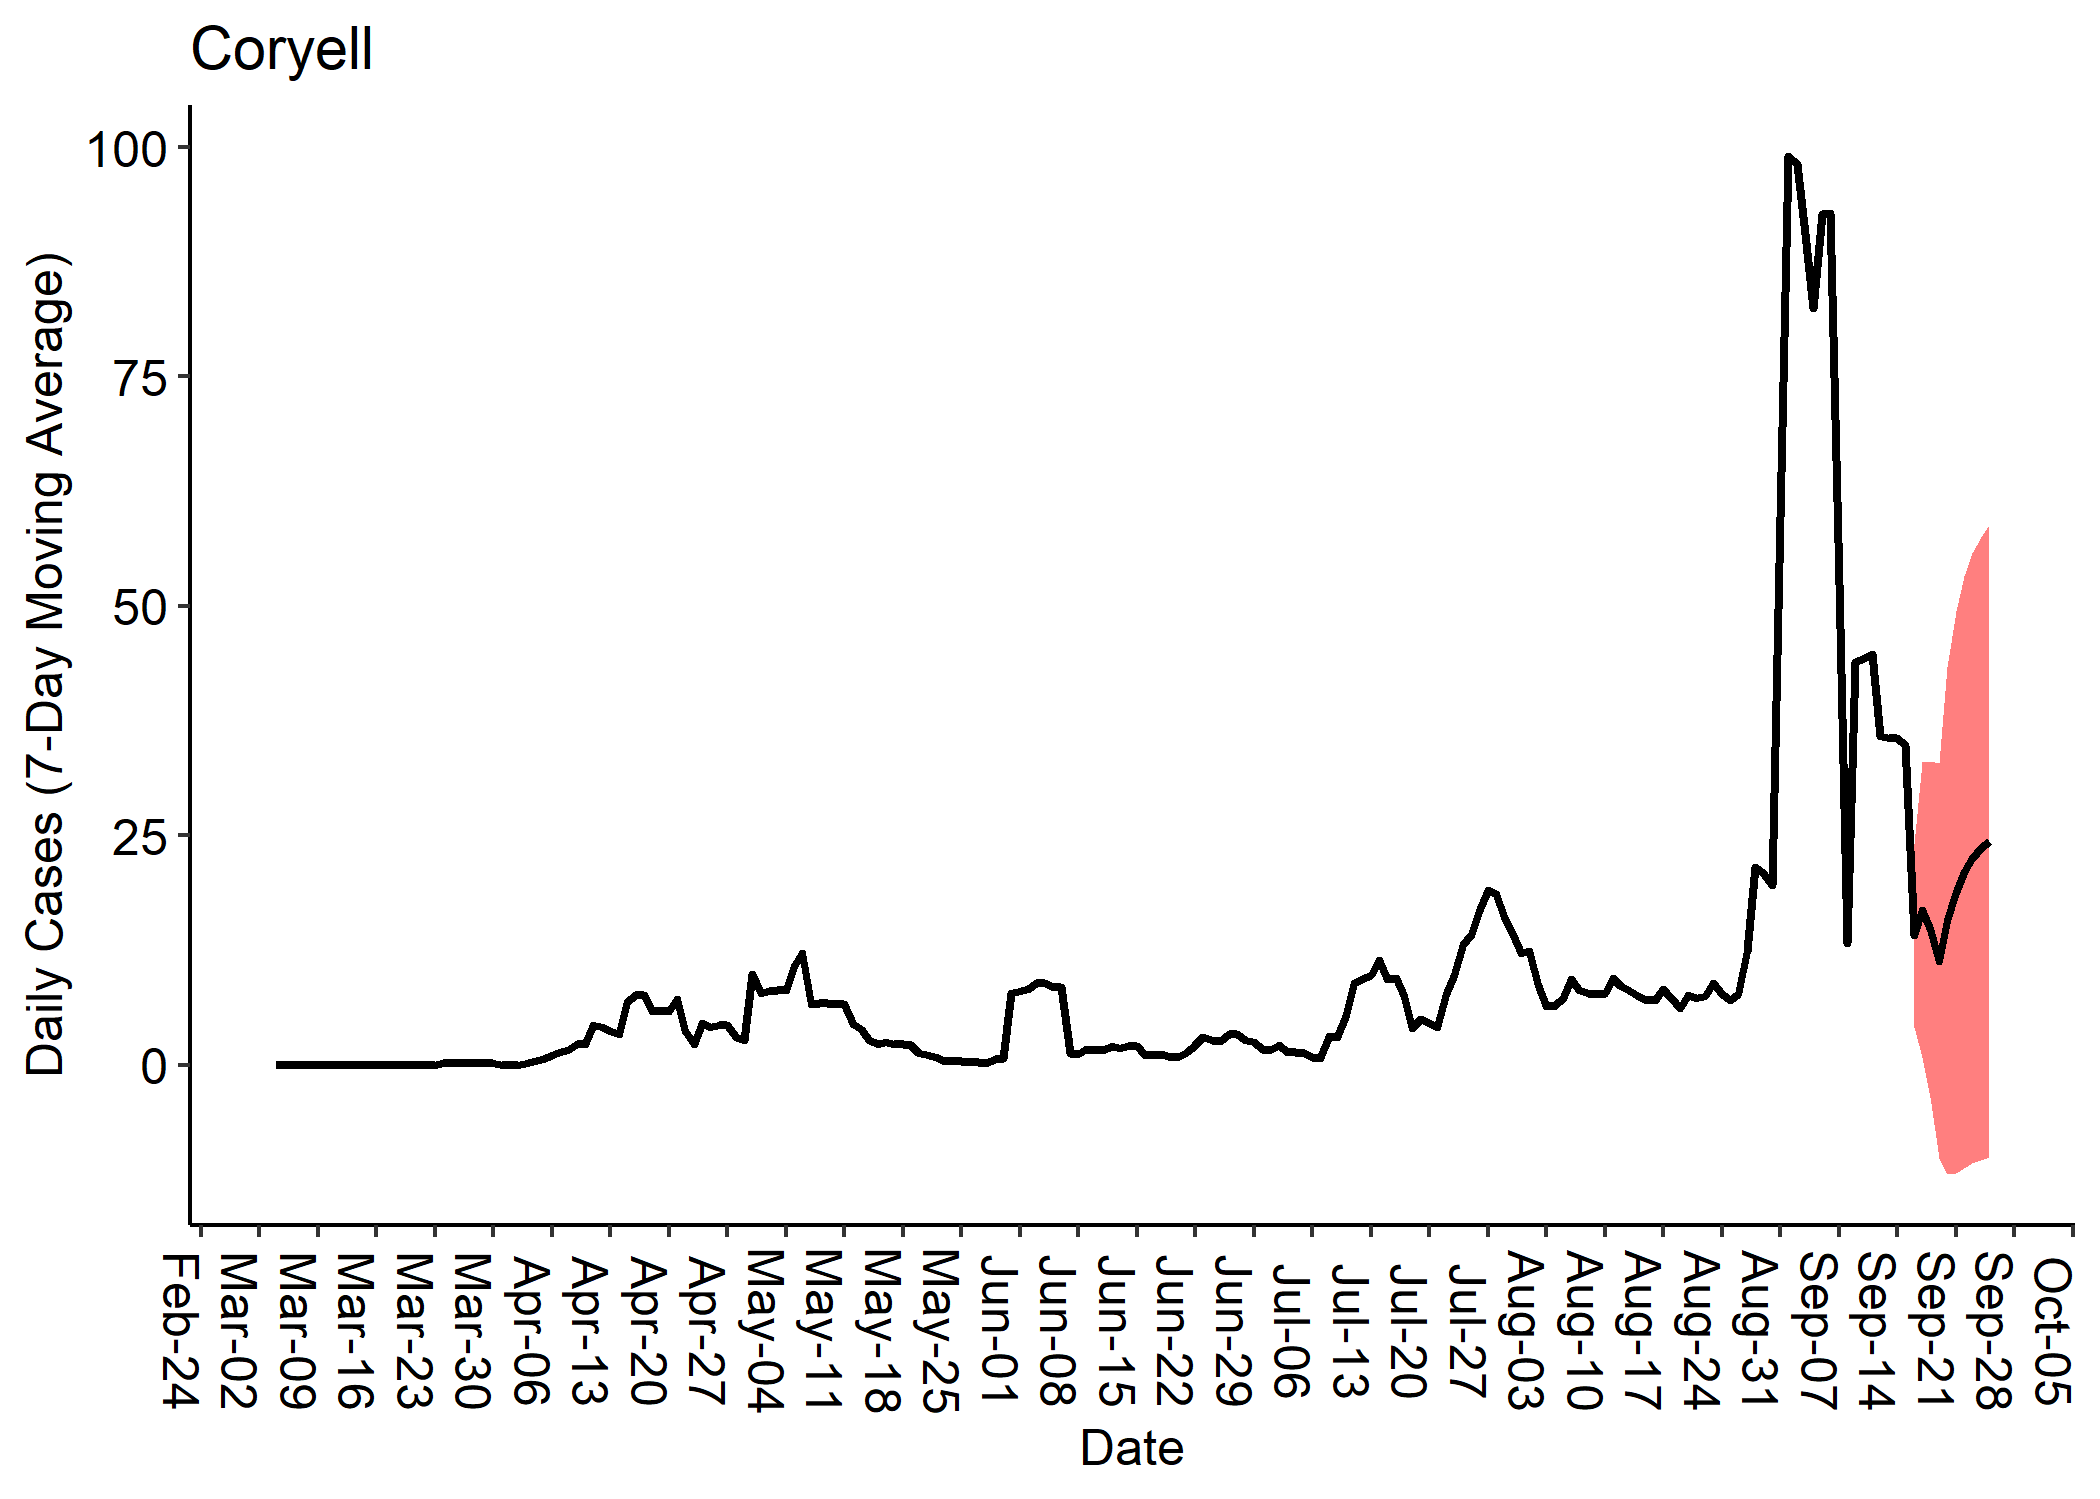 Coryell
Daily Cases (7-Day Moving Average)
100
75
50
25
0
Feb-24
Mar-02
Mar-09
Mar-16
Mar-23
Mar-30
Apr-06
Apr-13
Apr-20
Apr-27
May-04
May-11
May-18
May-25
Jun-01
Jun-08
Jun-15
Jun-22
Jun-29
Jul-06
Jul-13
Jul-20
Jul-27
Aug-03
Aug-10
Aug-17
Aug-24
Aug-31
Sep-07
Sep-14
Sep-21
Sep-28
Oct-05
Date